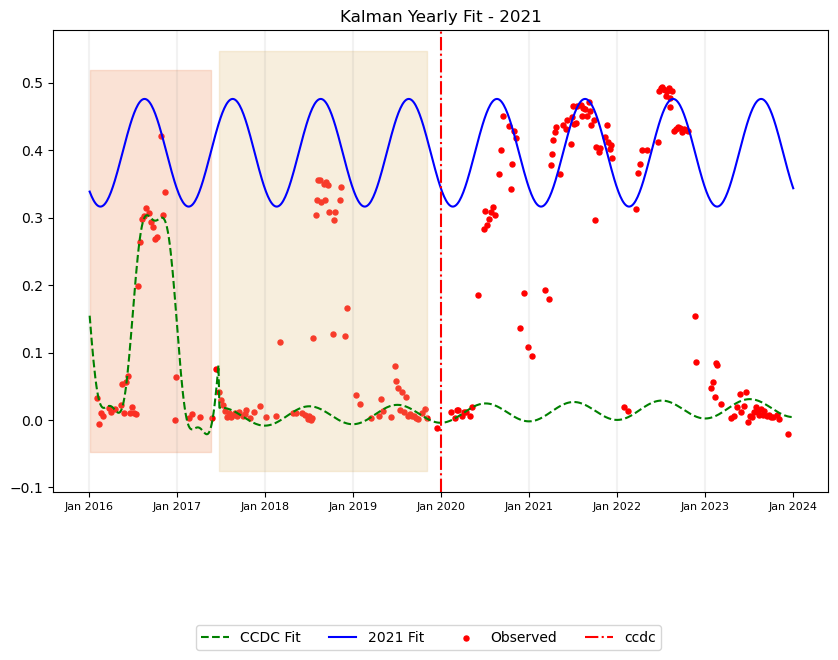 Kalman Yearly Fit - 2021
0.5
0.4
0.3
0.2
0.1
0.0
−0.1
Jan 2016 Jan 2017 Jan 2018 Jan 2019 Jan 2020 Jan 2021 Jan 2022 Jan 2023 Jan 2024
CCDC Fit 2021 Fit Observed ccdc